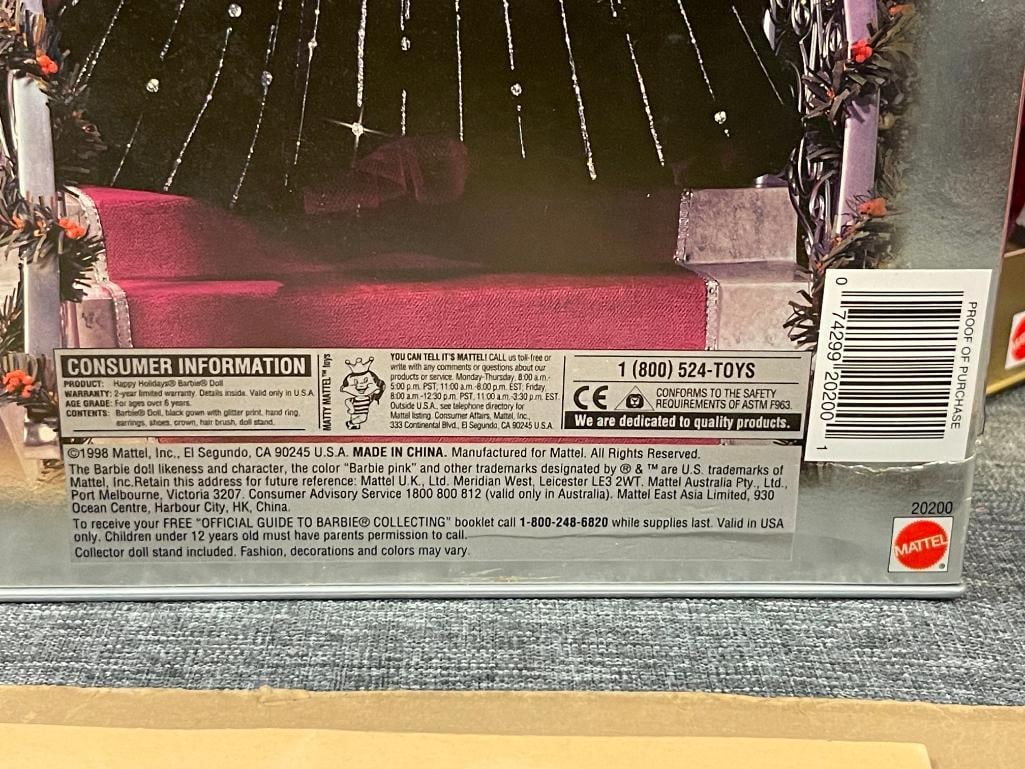 CONSUMER INFORMATION
PRODUCT: Happy Holidays® Barbie® Doll
WARRANTY: 2-year limited warranty. Details inside. Valid only in U.S.A.
AGE GRADE: For ages over 6 years.
CONTENTS: Barbie® Doll, black gown with glitter print, hand ring,
earrings, shoes, crown, hair brush, doll stand.
MATTY MATTEL™ toys
YOU CAN TELL IT'S MATTEL! CALL us toll-free or
write with any comments or questions about our
products or service. Monday-Thursday, 8:00 a.m.-
5:00 p.m. PST, 11:00 a.m.-8:00 p.m. EST: Friday,
8:00 a.m.-12:30 p.m. PST, 11:00 a.m.-3:30 p.m. EST.
Outside U.S.A., see telephone directory for
Mattel listing. Consumer Affairs, Mattel, Inc.,
333 Continental Blvd., El Segundo, CA 90245 U.S.A.
1 (800) 524-TOYS
CE
CONFORMS TO THE SAFETY
REQUIREMENTS OF ASTM F963.
We are dedicated to quality products.
©1998 Mattel, Inc., El Segundo, CA 90245 U.S.A. MADE IN CHINA. Manufactured for Mattel. All Rights Reserved.
The Barbie doll likeness and character, the color "Barbie pink" and other trademarks designated by ® & ™ are U.S. trademarks of
Mattel, Inc.Retain this address for future reference: Mattel U.K., Ltd. Meridian West, Leicester LE3 2WT. Mattel Australia Pty., Ltd.,
Port Melbourne, Victoria 3207. Consumer Advisory Service 1800 800 812 (valid only in Australia). Mattel East Asia Limited, 930
Ocean Centre, Harbour City, HK, China.
To receive your FREE "OFFICIAL GUIDE TO BARBIE® COLLECTING" booklet call 1-800-248-6820 while supplies last. Valid in USA
only. Children under 12 years old must have parents permission to call.
Collector doll stand included. Fashion, decorations and colors may vary.
PROOF OF PURCHASE
0 74299 20200 1
20200
MATTEL®